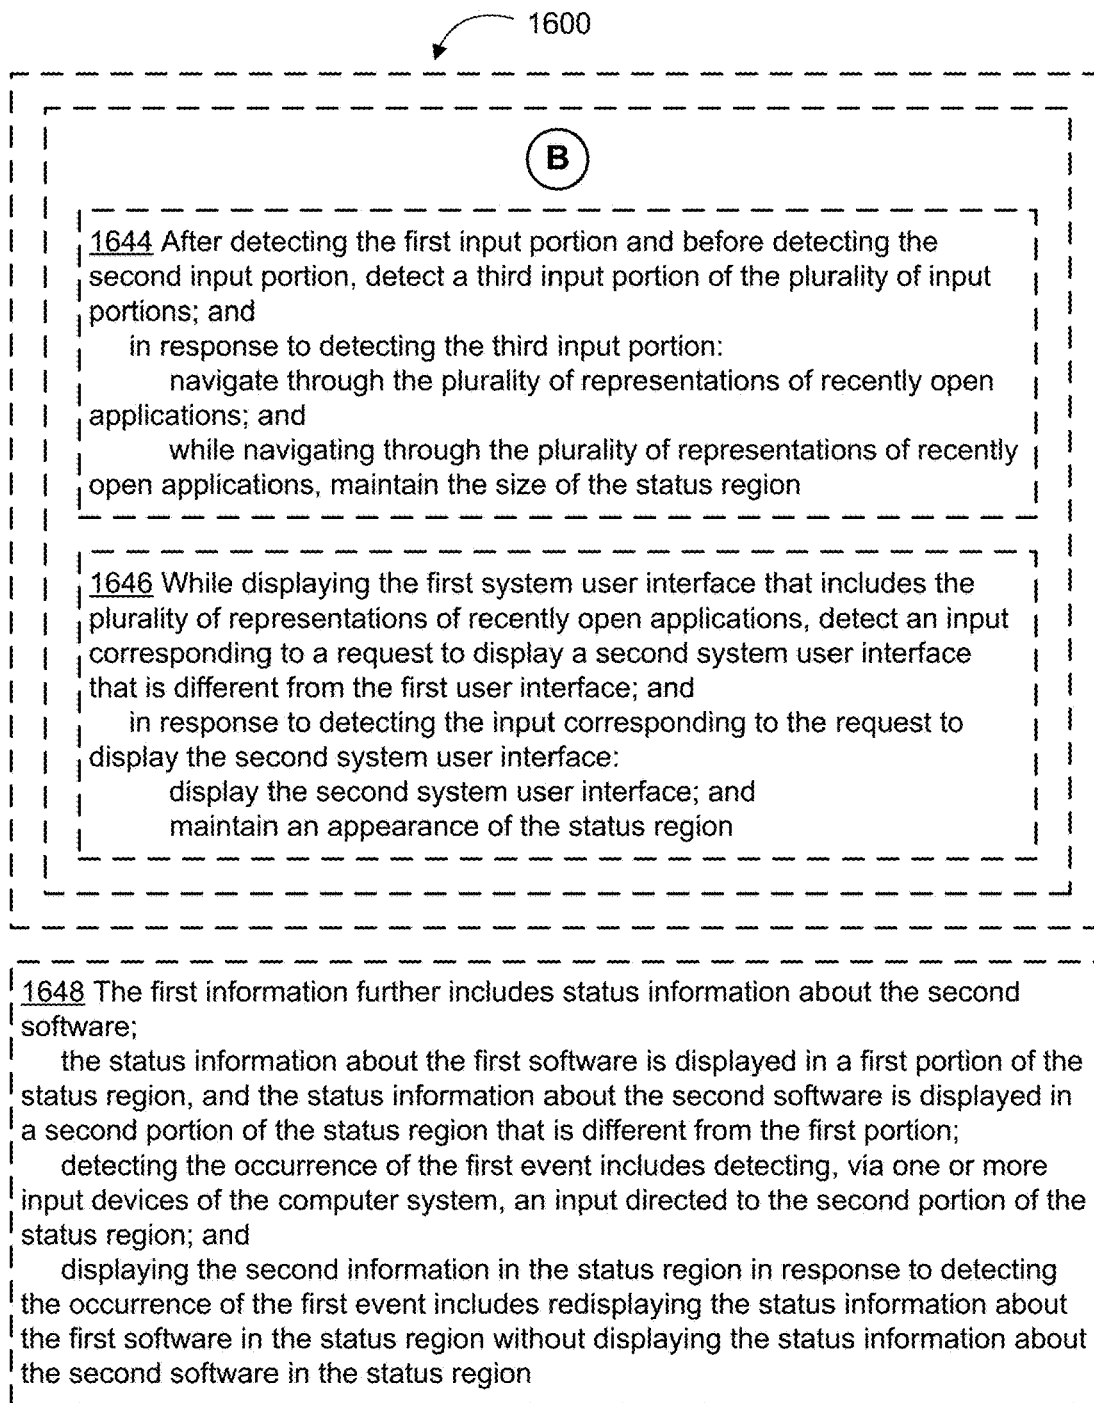 1600
B
1644 After detecting the first input portion and before detecting the
second input portion, detect a third input portion of the plurality of input
portions; and
in response to detecting the third input portion:
navigate through the plurality of representations of recently open
applications; and
while navigating through the plurality of representations of recently
open applications, maintain the size of the status region
1646 While displaying the first system user interface that includes the
plurality of representations of recently open applications, detect an input
corresponding to a request to display a second system user interface
that is different from the first user interface; and
in response to detecting the input corresponding to the request to
display the second system user interface:
display the second system user interface; and
maintain an appearance of the status region
1648 The first information further includes status information about the second
software;
the status information about the first software is displayed in a first portion of the
status region, and the status information about the second software is displayed in
a second portion of the status region that is different from the first portion;
detecting the occurrence of the first event includes detecting, via one or more
input devices of the computer system, an input directed to the second portion of the
status region; and
displaying the second information in the status region in response to detecting
the occurrence of the first event includes redisplaying the status information about
the first software in the status region without displaying the status information about
the second software in the status region